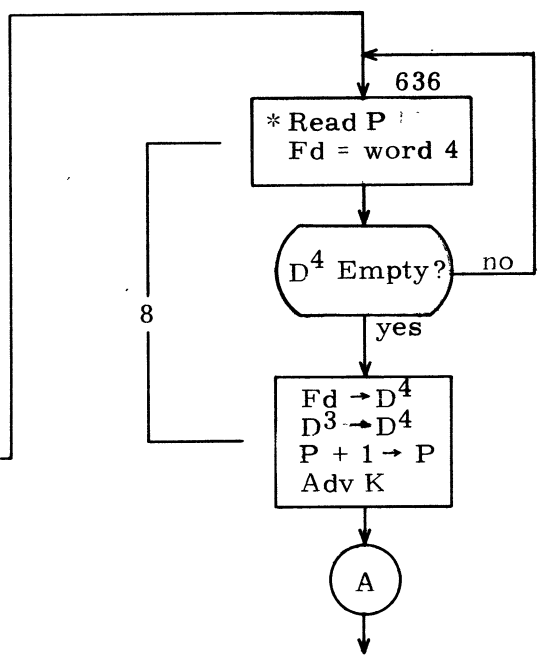 636
* Read P
Fd = word 4
D⁴ Empty?
no
8
yes
Fd → D⁴
D³ → D⁴
P + 1 → P
Adv K
A